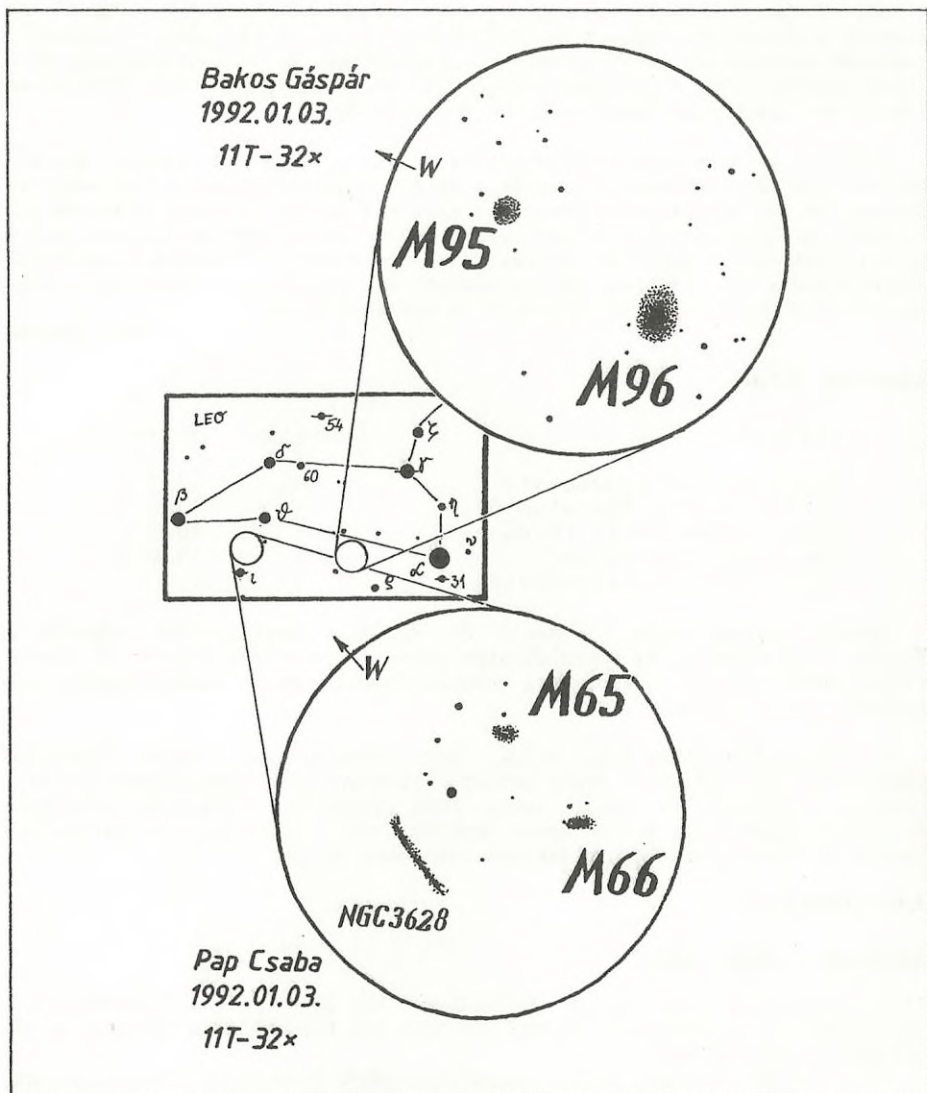 Bakos Gáspár
1992.01.03.
11T-32×
W
M95
M96
LEO
54
ζ
δ
60
γ
β
η
ϑ
α
ι
31
W
M65
M66
NGC3628
Pap Csaba
1992.01.03.
11T-32×